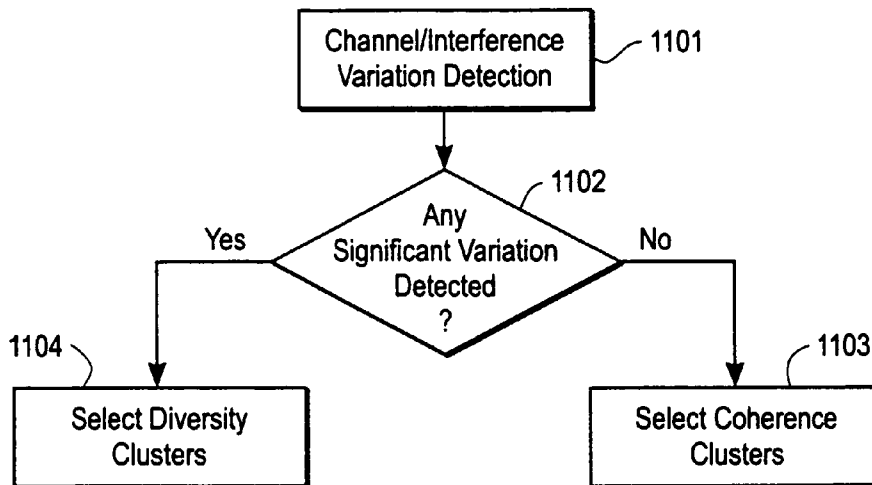 Channel/Interference
Variation Detection
1101
1102
Any
Significant Variation
Detected
?
Yes
No
1104
1103
Select Diversity
Clusters
Select Coherence
Clusters